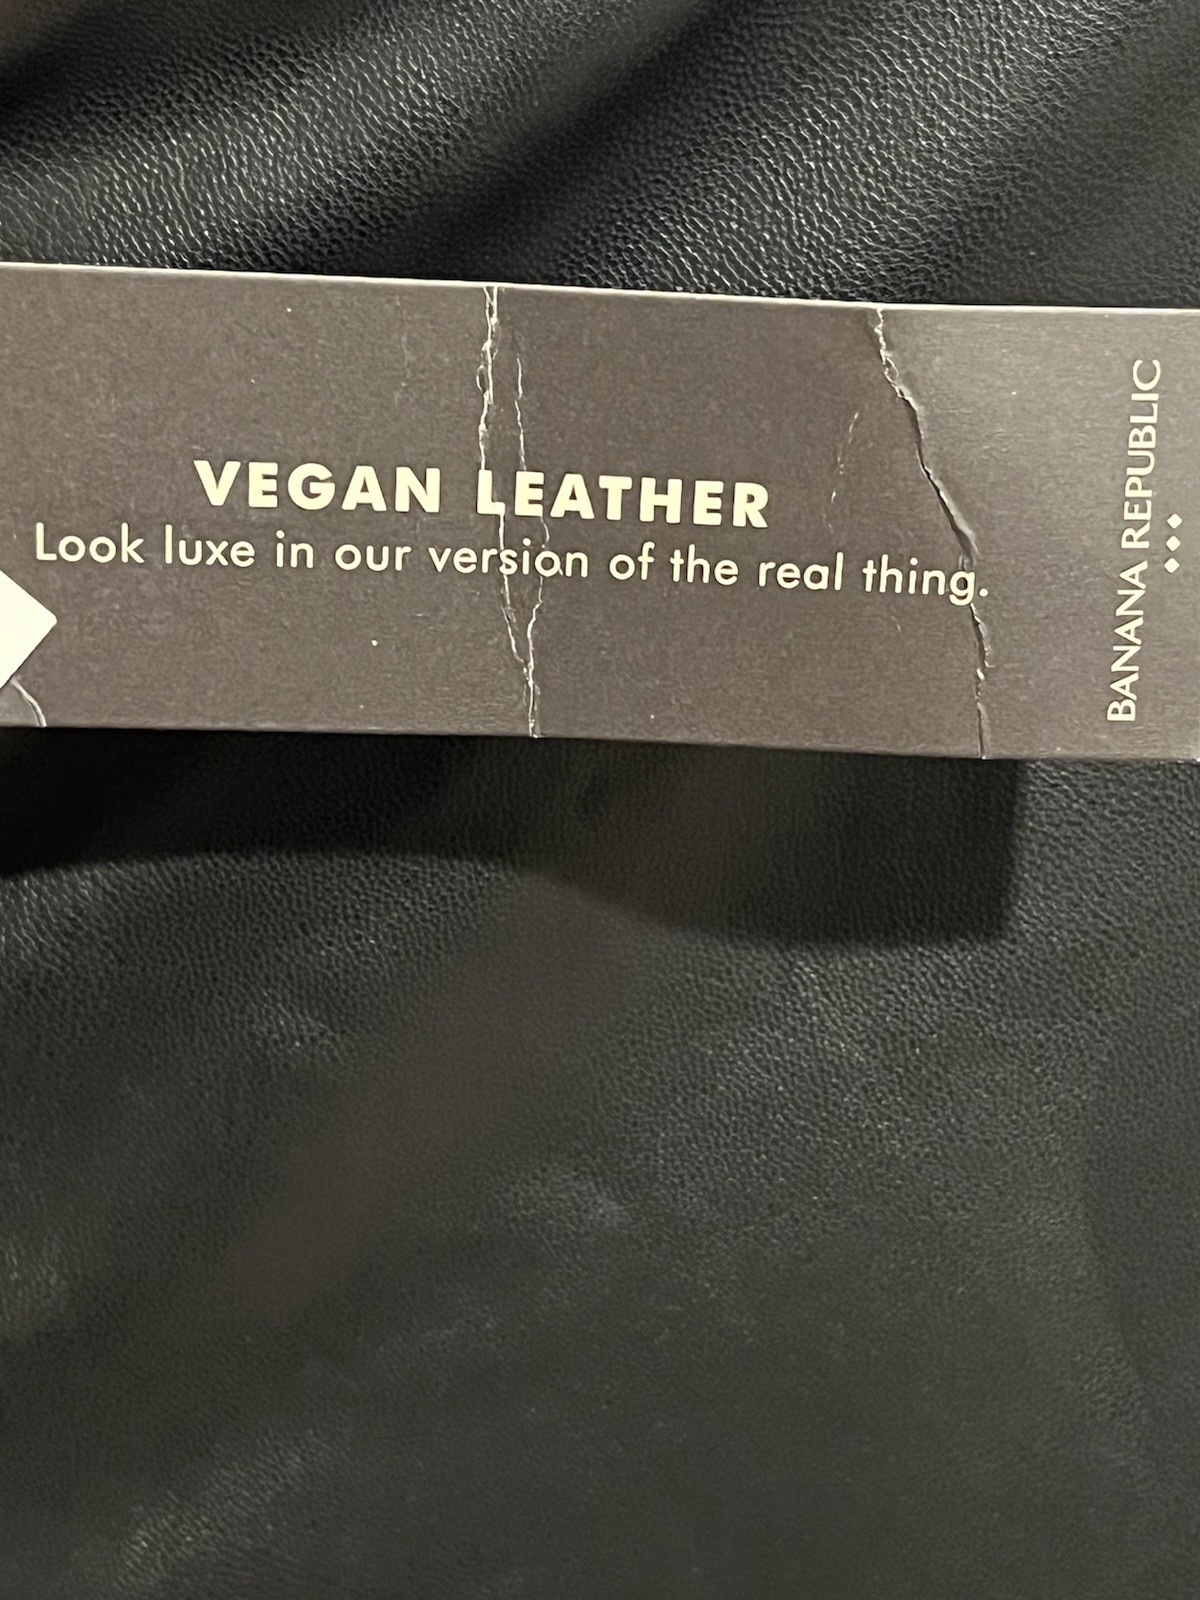 VEGAN LEATHER
Look luxe in our version of the real thing.
BANANA REPUBLIC